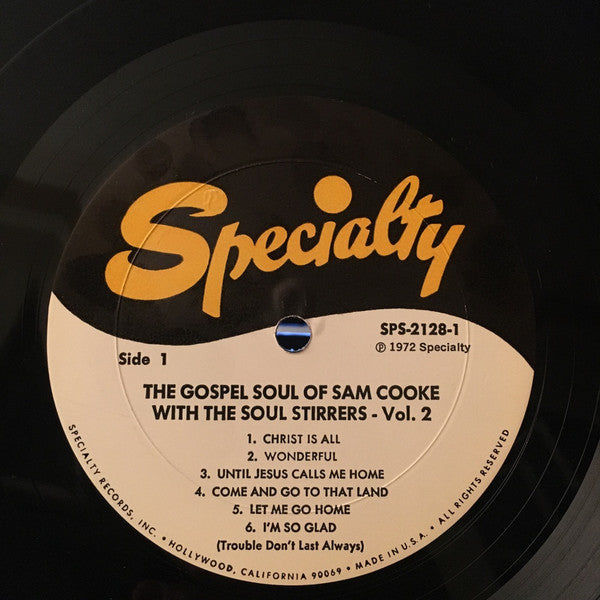 Specialty
SPS-2128-1
Side 1
℗ 1972 Specialty
THE GOSPEL SOUL OF SAM COOKE
WITH THE SOUL STIRRERS - Vol. 2
1. CHRIST IS ALL
2. WONDERFUL
3. UNTIL JESUS CALLS ME HOME
4. COME AND GO TO THAT LAND
5. LET ME GO HOME
6. I'M SO GLAD
(Trouble Don't Last Always)
SPECIALTY RECORDS, INC. • HOLLYWOOD, CALIFORNIA 90069 • MADE IN U.S.A. • ALL RIGHTS RESERVED